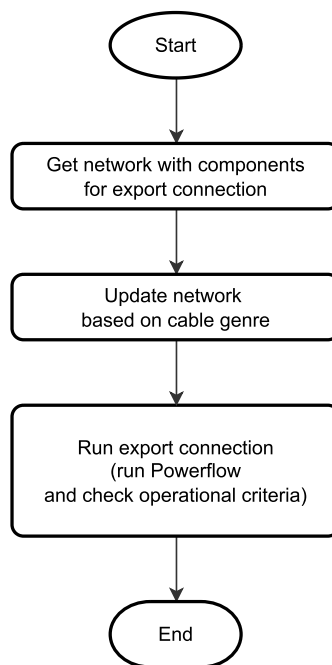 Start
Get network with components
for export connection
Update network
based on cable genre
Run export connection
(run Powerflow
and check operational criteria)
End